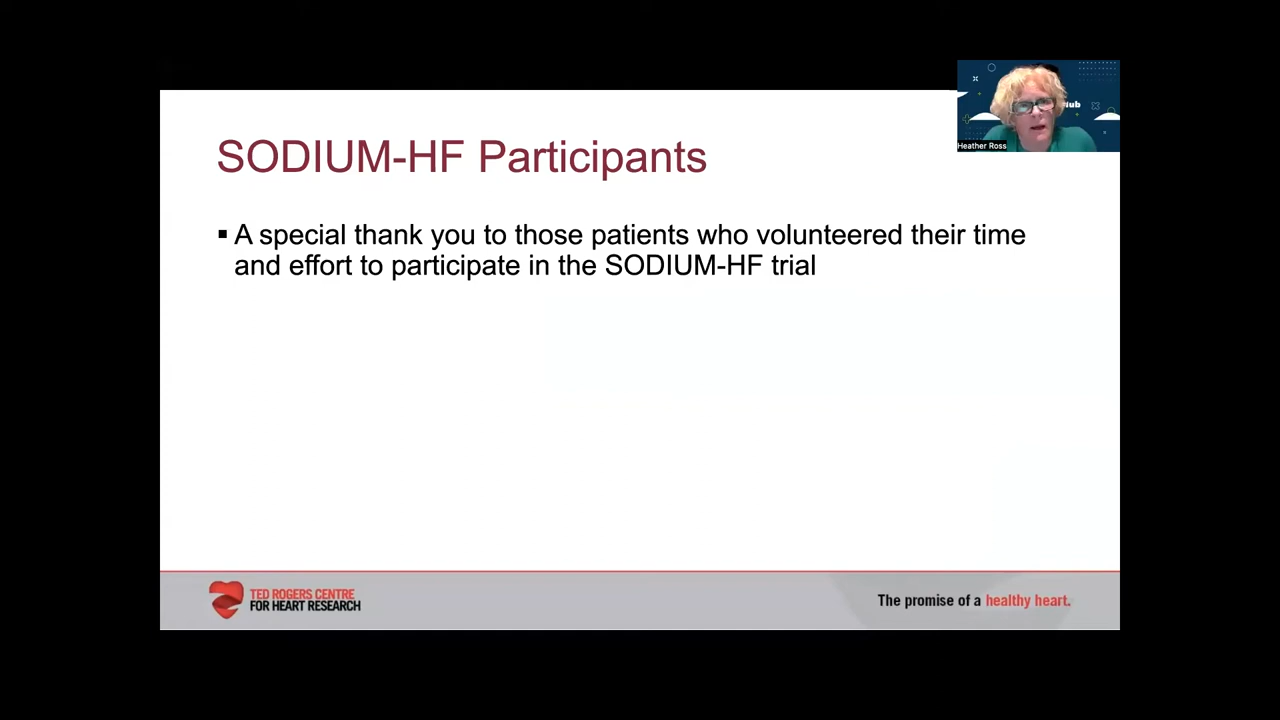 Hub
Heather Ross
SODIUM-HF Participants
▪ A special thank you to those patients who volunteered their time
and effort to participate in the SODIUM-HF trial
TED ROGERS CENTRE
FOR HEART RESEARCH
The promise of a healthy heart.